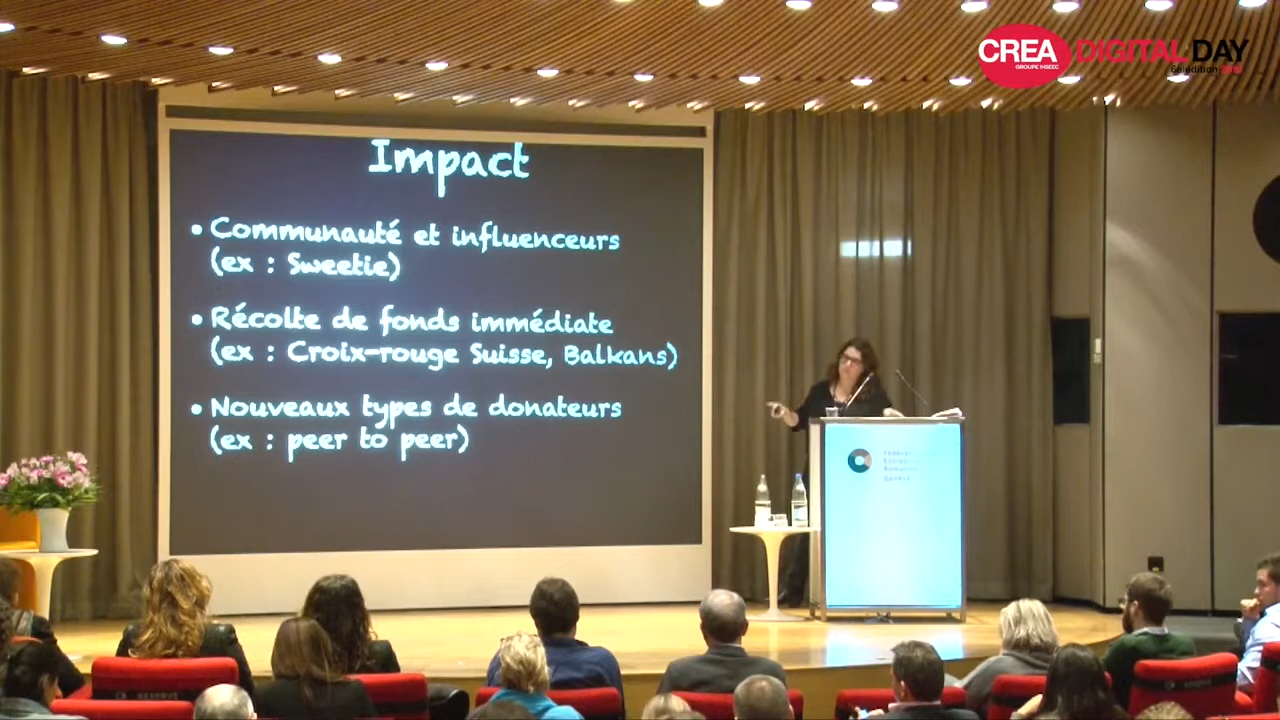 CREA DIGITAL DAY
GROUPE INSEEC
Impact
• Communauté et influenceurs
(ex : Sweetie)
• Récolte de fonds immédiate
(ex : Croix-rouge Suisse, Balkans)
• Nouveaux types de donateurs
(ex : peer to peer)